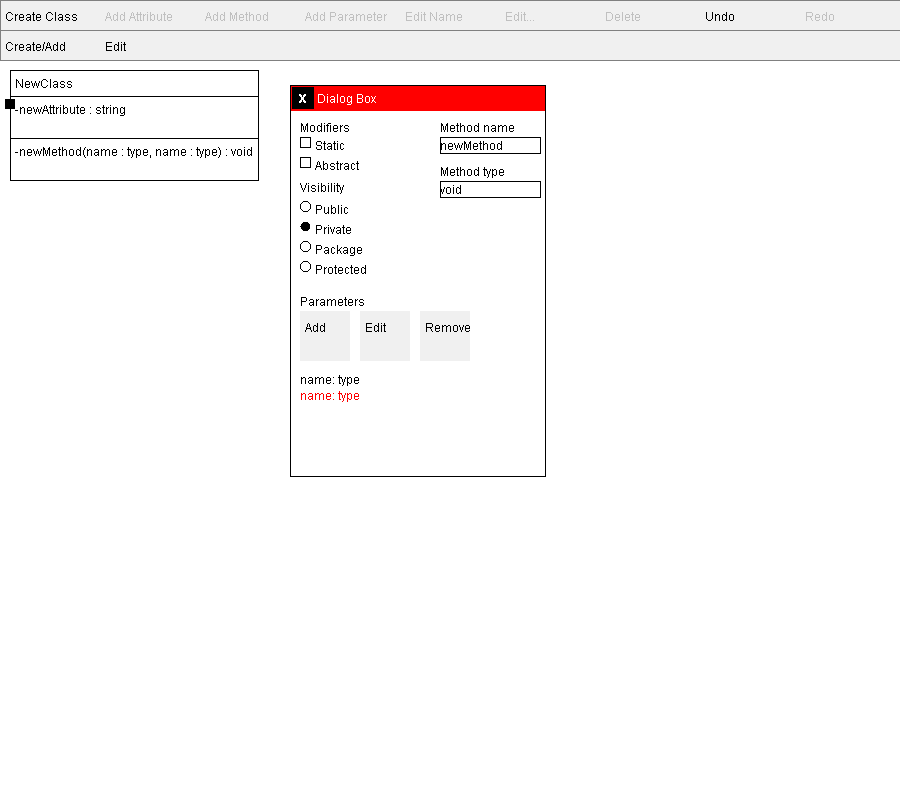 Create Class Add Attribute Add Method Add Parameter Edit Name Edit... Delete Undo Redo
Create/Add Edit
NewClass
-newAttribute : string
-newMethod(name : type, name : type) : void
X Dialog Box
Modifiers
Static
Abstract
Visibility
Public
Private
Package
Protected
Method name
newMethod
Method type
void
Parameters
Add Edit Remove
name: type
name: type